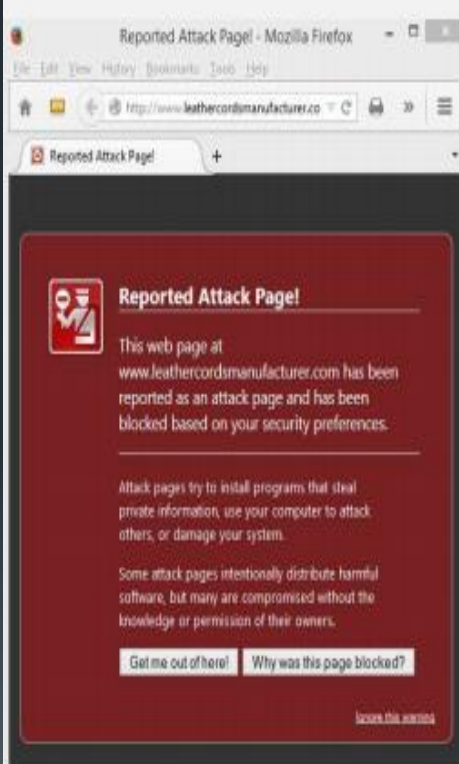 Reported Attack Page! - Mozilla Firefox
File Edit View History Bookmarks Tools Help
http://www.leathercordsmanufacturer.co
Reported Attack Page!
Reported Attack Page!
This web page at
www.leathercordsmanufacturer.com has been
reported as an attack page and has been
blocked based on your security preferences.
Attack pages try to install programs that steal
private information, use your computer to attack
others, or damage your system.
Some attack pages intentionally distribute harmful
software, but many are compromised without the
knowledge or permission of their owners.
Get me out of here! Why was this page blocked?
Ignore this warning